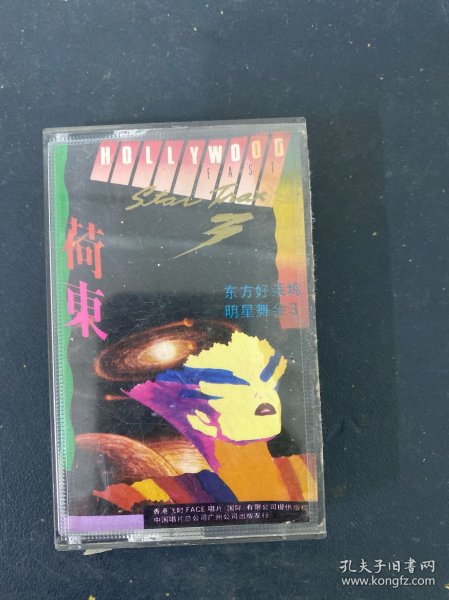 HOLLYWOOD
EAST
Star Trax
3
荷東
东方好莱坞
明星舞会3
香港飞时FACE唱片(国际)有限公司提供版权
中国唱片总公司广州公司出版发行
孔夫子旧书网
www.kongfz.com